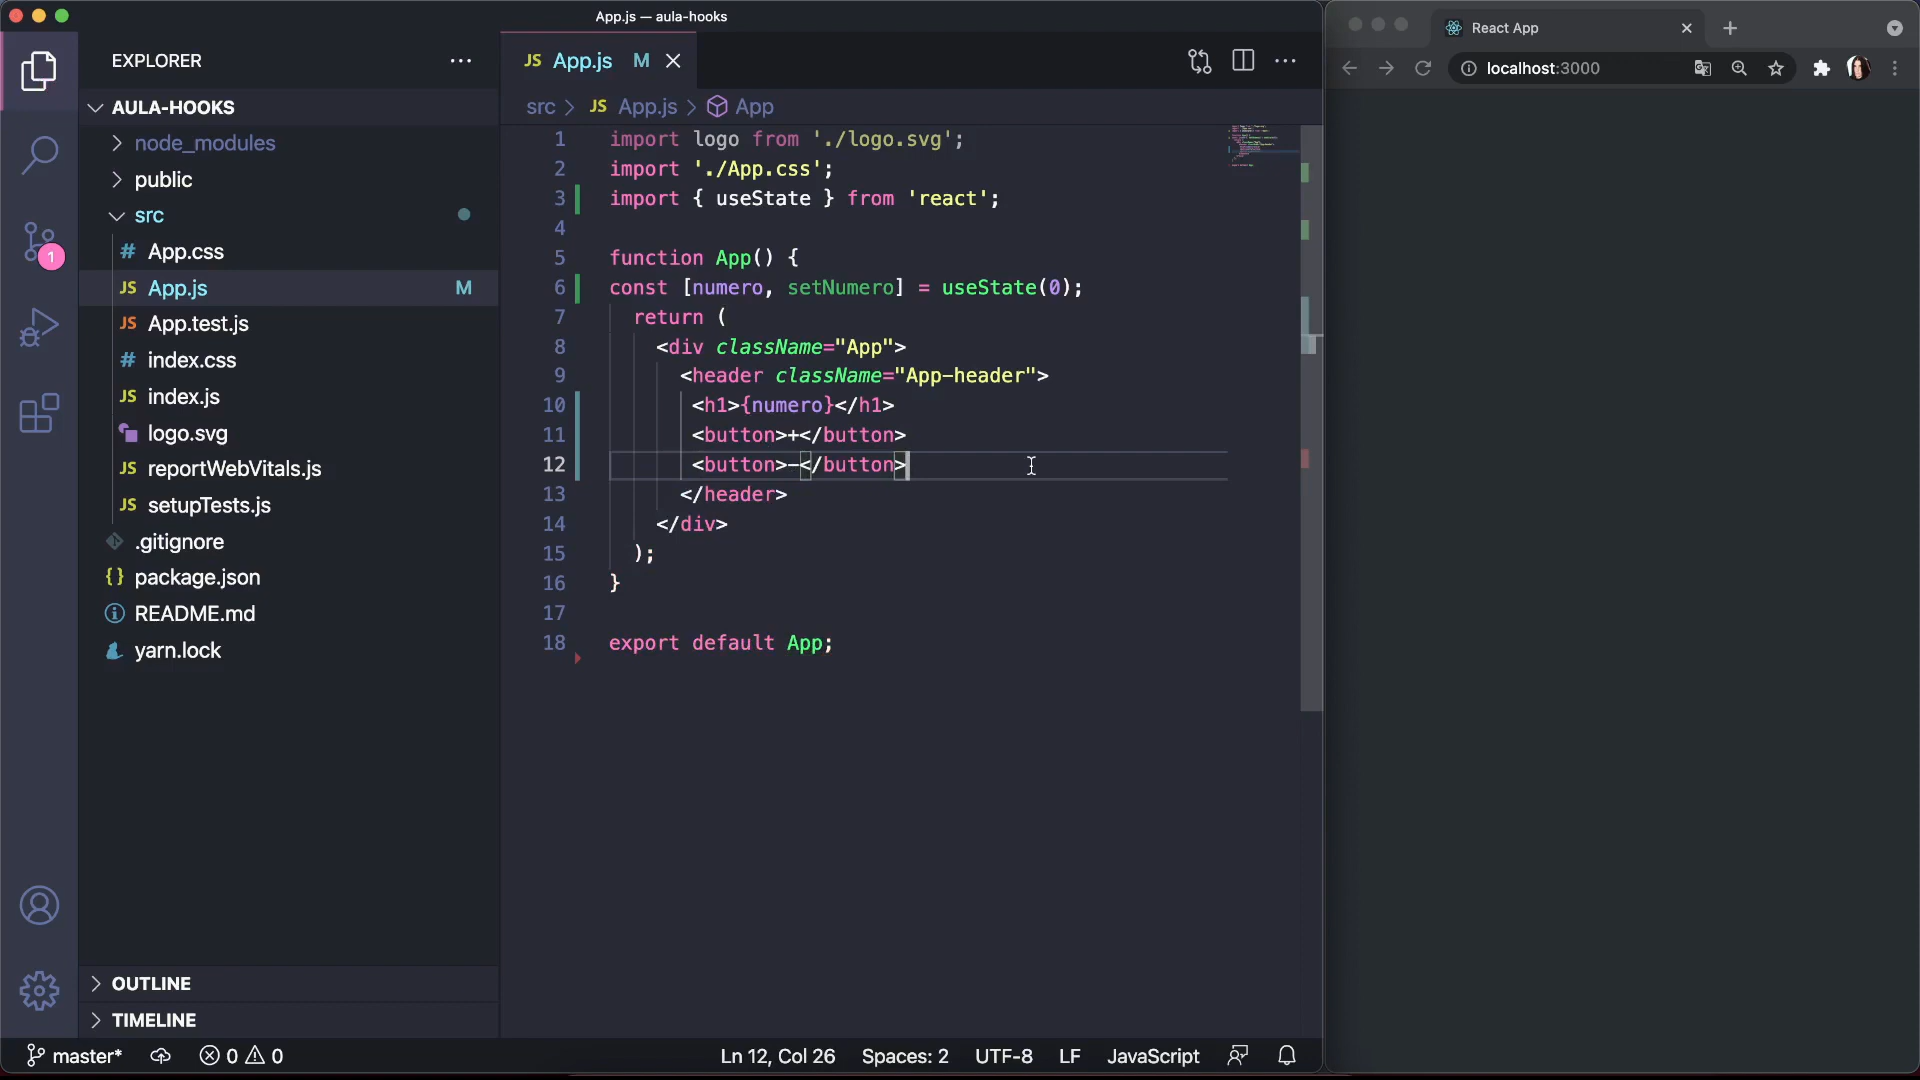 App.js — aula-hooks
EXPLORER
AULA-HOOKS
node_modules
public
src
# App.css
JS App.js M
JS App.test.js
# index.css
JS index.js
logo.svg
JS reportWebVitals.js
JS setupTests.js
.gitignore
{} package.json
README.md
yarn.lock
OUTLINE
TIMELINE
1
JS App.js M
src > JS App.js > App
1 import logo from './logo.svg';
2 import './App.css';
3 import { useState } from 'react';
4
5 function App() {
6 const [numero, setNumero] = useState(0);
7 return (
8 <div className="App">
9 <header className="App-header">
10 <h1>{numero}</h1>
11 <button>+</button>
12 <button>-</button>
13 </header>
14 </div>
15 );
16 }
17
18 export default App;
master* 0 0 Ln 12, Col 26 Spaces: 2 UTF-8 LF JavaScript
React App
localhost:3000